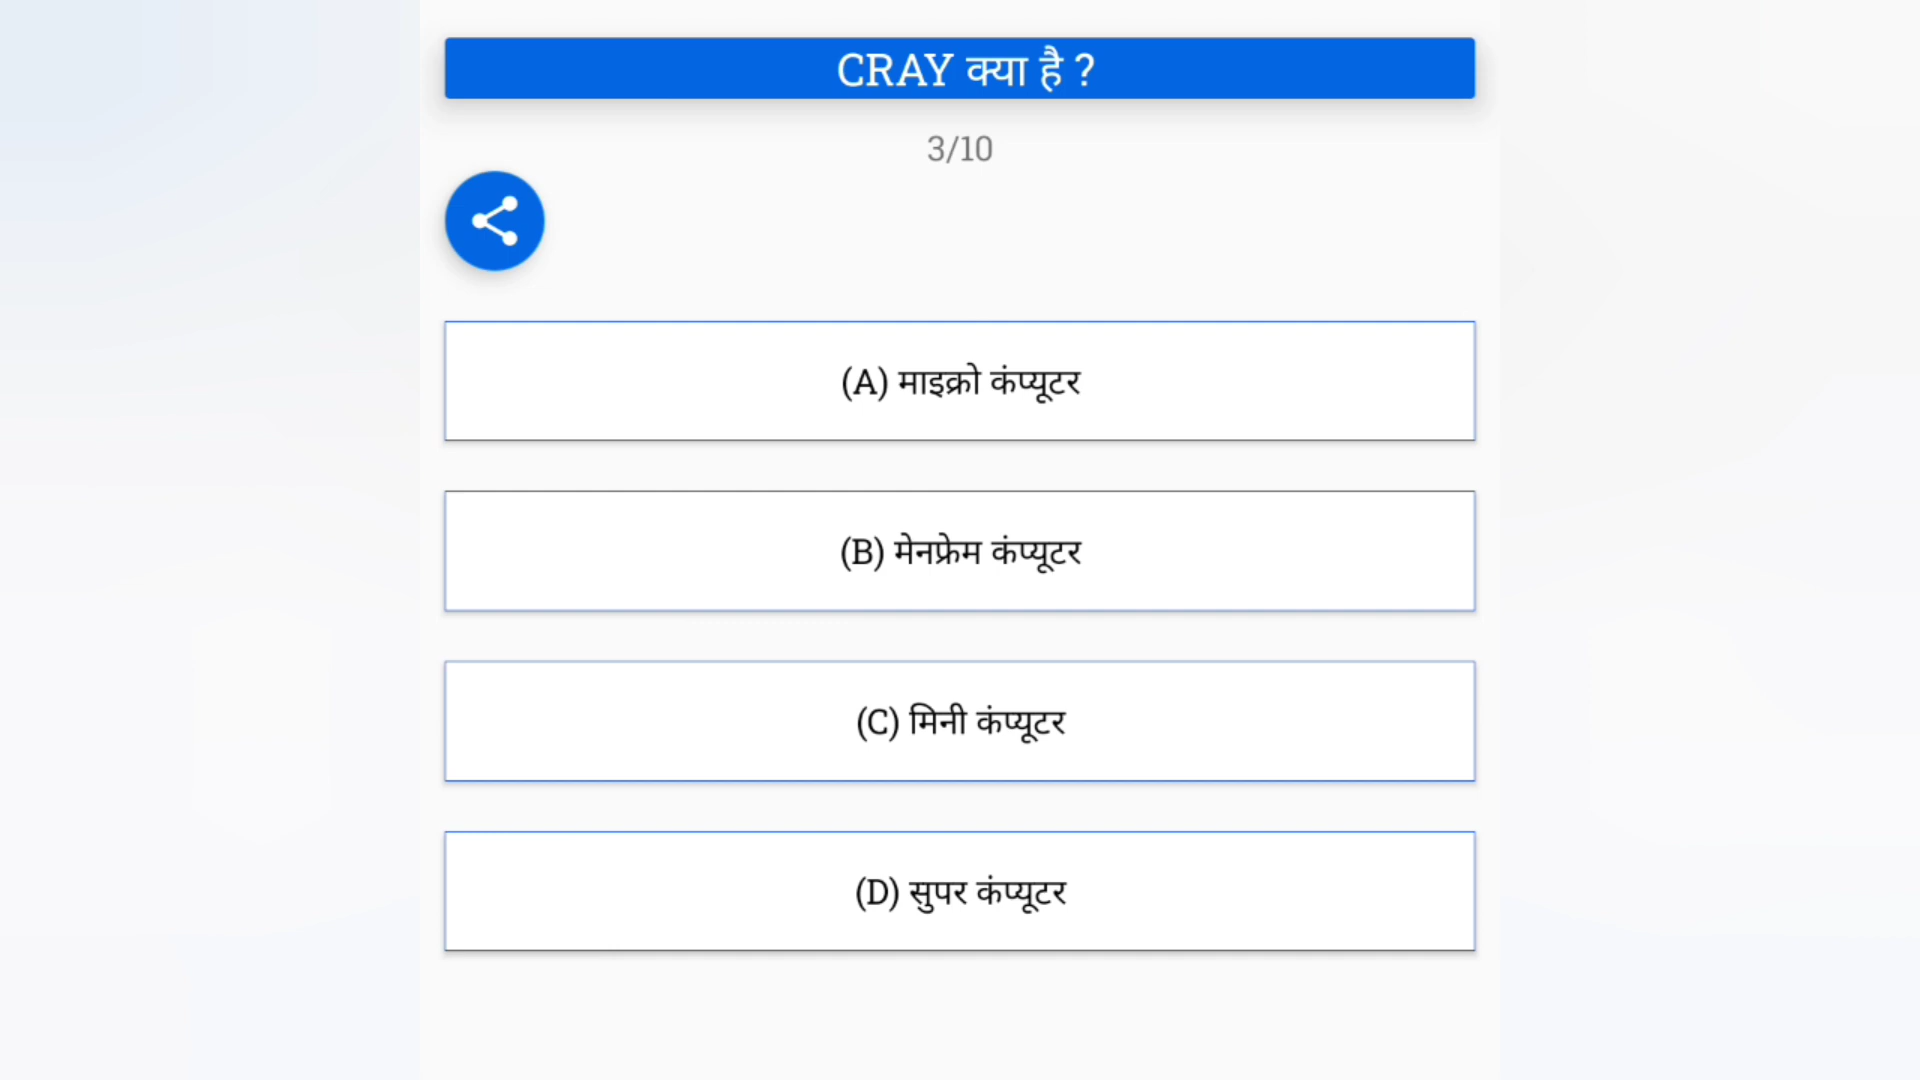 CRAY क्या है ?
3/10
(A) माइक्रो कंप्यूटर
(B) मेनफ्रेम कंप्यूटर
(C) मिनी कंप्यूटर
(D) सुपर कंप्यूटर